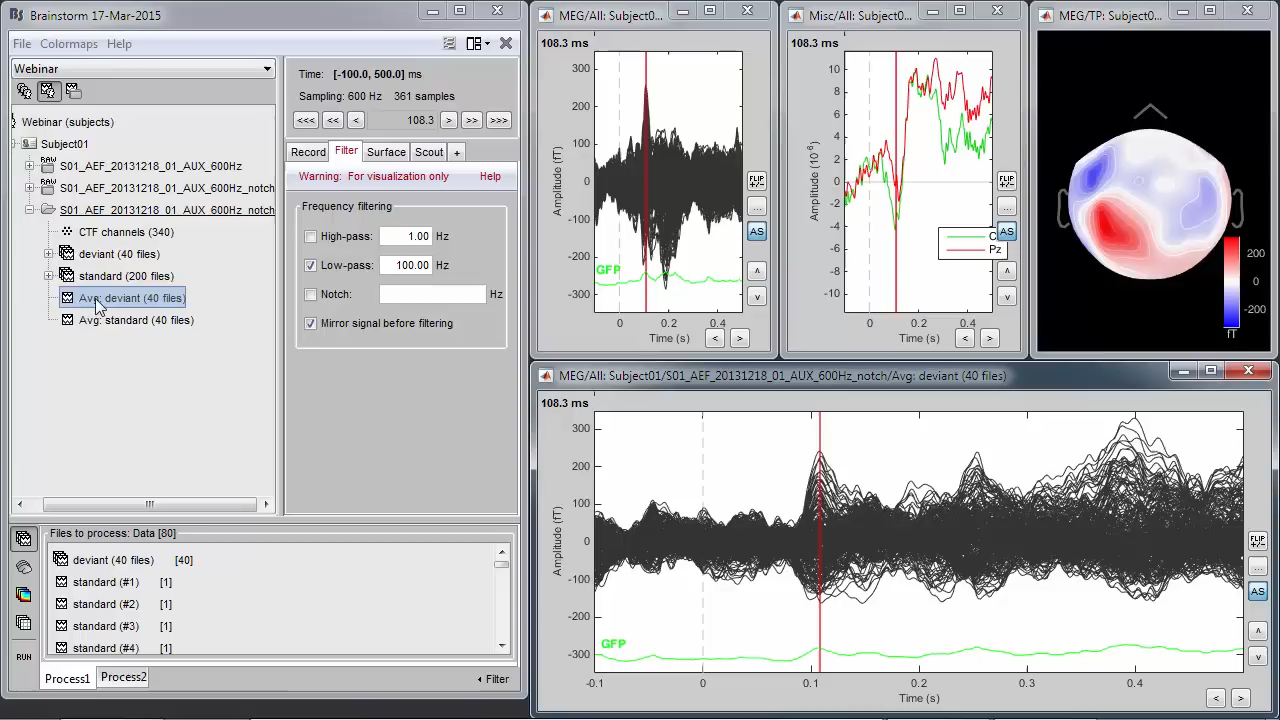 Brainstorm 17-Mar-2015
File Colormaps Help
Webinar
Webinar (subjects)
Subject01
RAW
S01_AEF_20131218_01_AUX_600Hz
RAW
S01_AEF_20131218_01_AUX_600Hz_notch
S01_AEF_20131218_01_AUX_600Hz_notch
CTF channels (340)
deviant (40 files)
standard (200 files)
Avg: deviant (40 files)
Avg: standard (40 files)
Time: [-100.0, 500.0] ms
Sampling: 600 Hz 361 samples
<<< << < 108.3 > >> >>>
Record Filter Surface Scout +
Warning: For visualization only Help
Frequency filtering
High-pass: 1.00 Hz
Low-pass: 100.00 Hz
Notch: Hz
Mirror signal before filtering
Files to process: Data [80]
deviant (40 files) [40]
standard (#1) [1]
standard (#2) [1]
standard (#3) [1]
standard (#4) [1]
RUN
Process1 Process2
Filter
MEG/All: Subject0...
108.3 ms
300
200
100
0
-100
-200
-300
Amplitude (fT)
GFP
0 0.2 0.4
Time (s)
< >
FLIP
+/-
...
AS
Misc/All: Subject0...
108.3 ms
10
8
6
4
2
0
-2
-4
-6
-8
-10
Amplitude (10⁻⁶)
C
Pz
0 0.2 0.4
Time (s)
< >
FLIP
+/-
...
AS
MEG/TP: Subject0...
200
0
-200
fT
MEG/All: Subject01/S01_AEF_20131218_01_AUX_600Hz_notch/Avg: deviant (40 files)
108.3 ms
300
200
100
0
-100
-200
-300
Amplitude (fT)
GFP
-0.1 0 0.1 0.2 0.3 0.4
Time (s)
< >
FLIP
+/-
...
AS